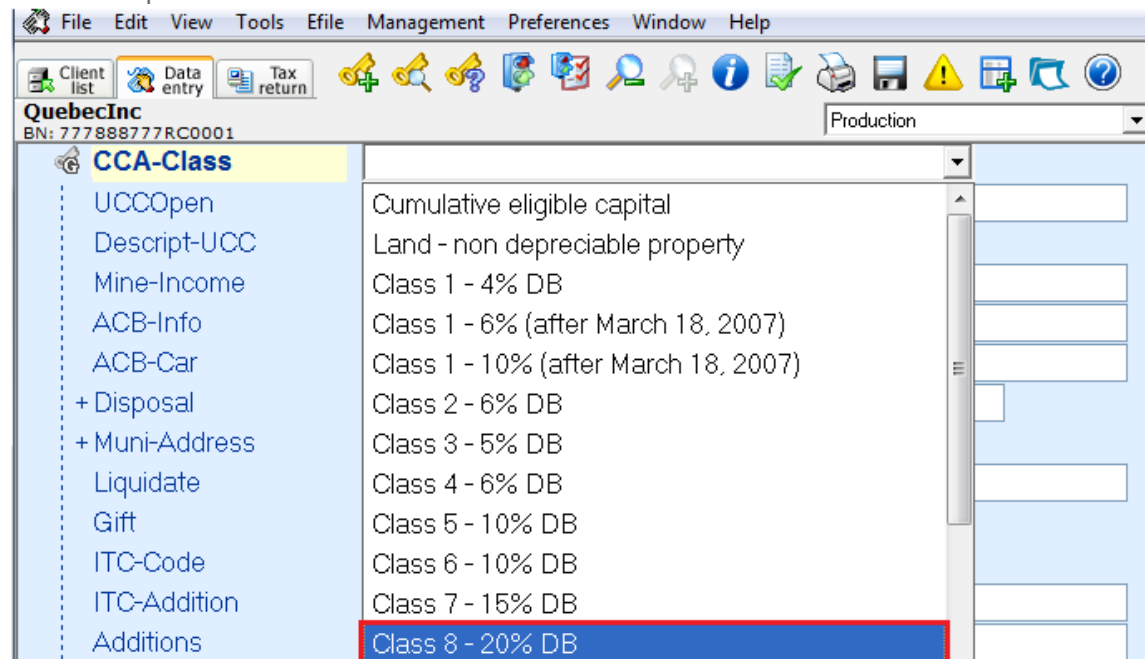 File Edit View Tools Efile Management Preferences Window Help
Client list Data entry Tax return
QuebecInc
BN: 777888777RC0001
Production
CCA-Class
UCCOpen Cumulative eligible capital
Descript-UCC Land - non depreciable property
Mine-Income Class 1 - 4% DB
ACB-Info Class 1 - 6% (after March 18, 2007)
ACB-Car Class 1 - 10% (after March 18, 2007)
+ Disposal Class 2 - 6% DB
+ Muni-Address Class 3 - 5% DB
Liquidate Class 4 - 6% DB
Gift Class 5 - 10% DB
ITC-Code Class 6 - 10% DB
ITC-Addition Class 7 - 15% DB
Additions Class 8 - 20% DB